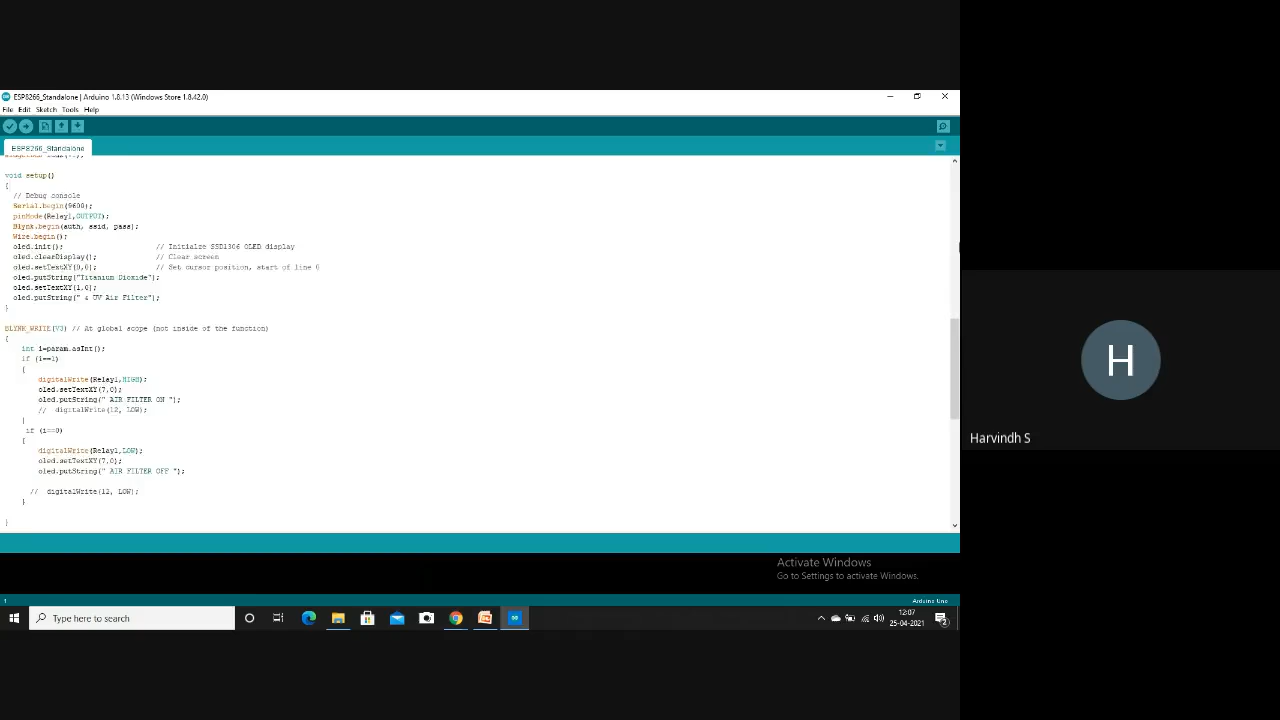 ESP8266_Standalone | Arduino 1.8.13 (Windows Store 1.8.42.0)
File Edit Sketch Tools Help
ESP8266_Standalone
void setup()
{
// Debug console
Serial.begin(9600);
pinMode(Relay1,OUTPUT);
Blynk.begin(auth, ssid, pass);
Wire.begin();
oled.init(); // Initialze SSD1306 OLED display
oled.clearDisplay(); // Clear screen
oled.setTextXY(0,0); // Set cursor position, start of line 0
oled.putString("Titanium Dioxide");
oled.setTextXY(1,0);
oled.putString(" & UV Air Filter");
}
BLYNK_WRITE(V3) // At global scope (not inside of the function)
{
int i=param.asInt();
if (i==1)
{
digitalWrite(Relay1,HIGH);
oled.setTextXY(7,0);
oled.putString(" AIR FILTER ON ");
// digitalWrite(12, LOW);
}
if (i==0)
{
digitalWrite(Relay1,LOW);
oled.setTextXY(7,0);
oled.putString(" AIR FILTER OFF ");
// digitalWrite(12, LOW);
}
}
Activate Windows
Go to Settings to activate Windows.
1 Arduino Uno
Type here to search
12:07
25-04-2021
2
H
Harvindh S